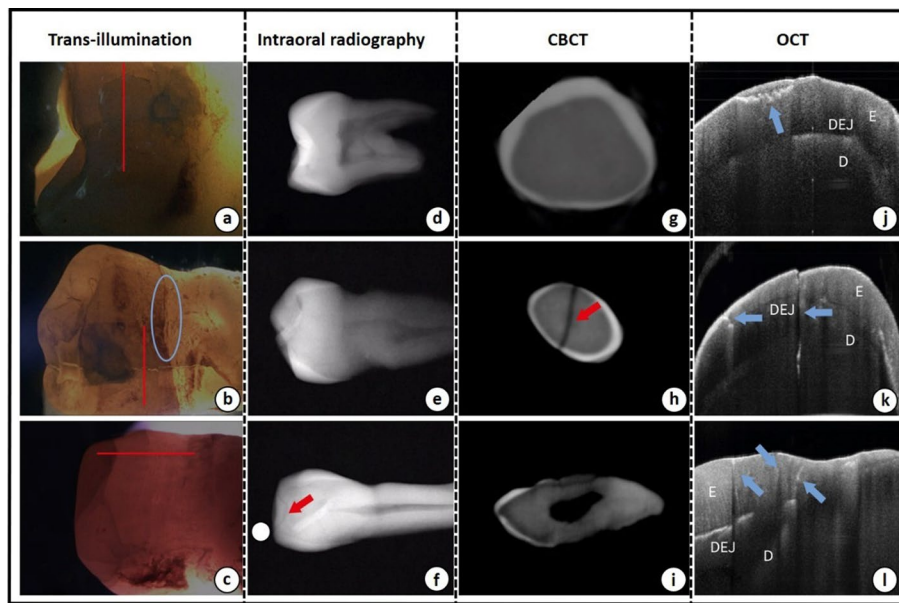 Trans-illumination
Intraoral radiography
CBCT
OCT
a
d
g
DEJ
E
D
j
b
e
h
DEJ
E
D
k
c
f
i
E
DEJ
D
l